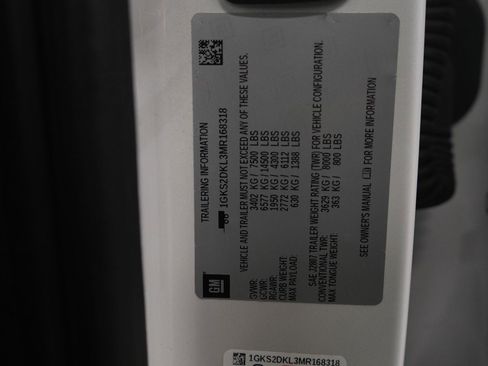 TRAILERING INFORMATION
1GKS2DKL3MR168318
VEHICLE AND TRAILER MUST NOT EXCEED ANY OF THESE VALUES.
GVWR: 3402 KG / 7500 LBS
GCWR: 6577 KG / 14500 LBS
RGAWR: 1950 KG / 4300 LBS
CURB WEIGHT: 2772 KG / 6112 LBS
MAX PAYLOAD: 630 KG / 1388 LBS
SAE J2807 TRAILER WEIGHT RATING (TWR) FOR VEHICLE CONFIGURATION.
CONVENTIONAL TWR: 3629 KG / 8000 LBS
MAX TONGUE WEIGHT: 363 KG / 800 LBS
SEE OWNER'S MANUAL FOR MORE INFORMATION
GM
1GKS2DKL3MR168318